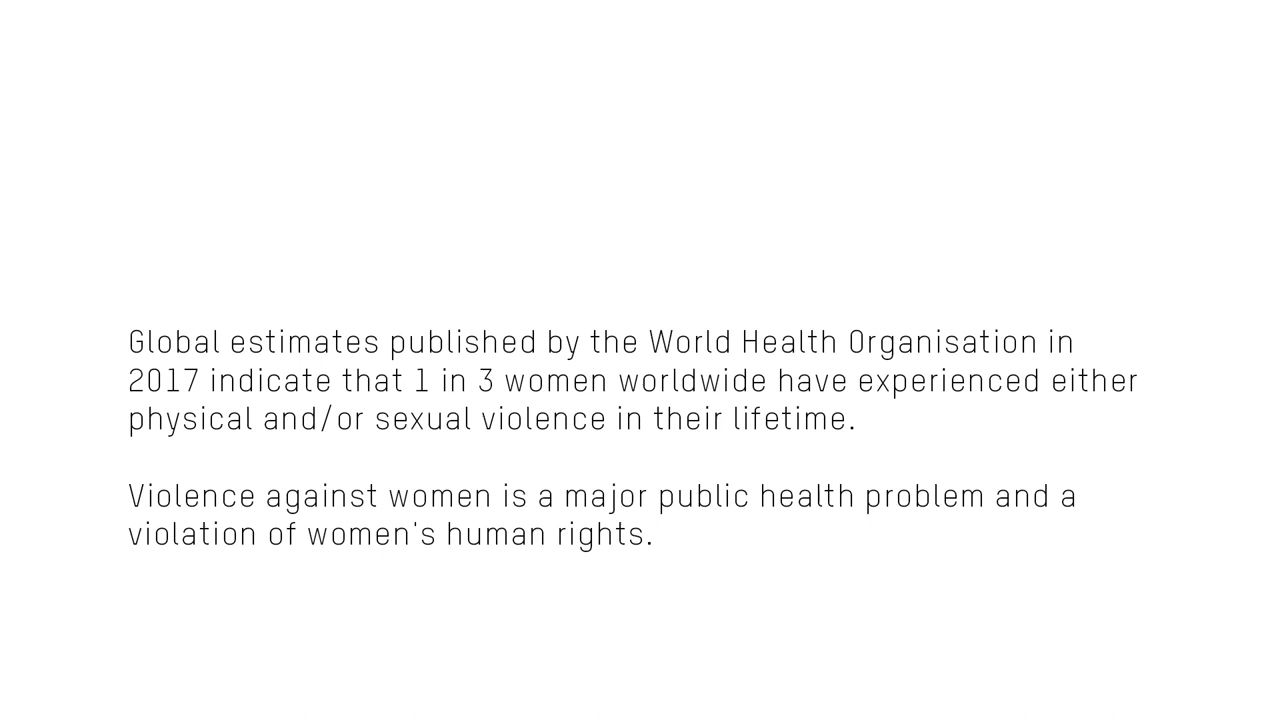 Global estimates published by the World Health Organisation in
2017 indicate that 1 in 3 women worldwide have experienced either
physical and/or sexual violence in their lifetime.
Violence against women is a major public health problem and a
violation of women's human rights.